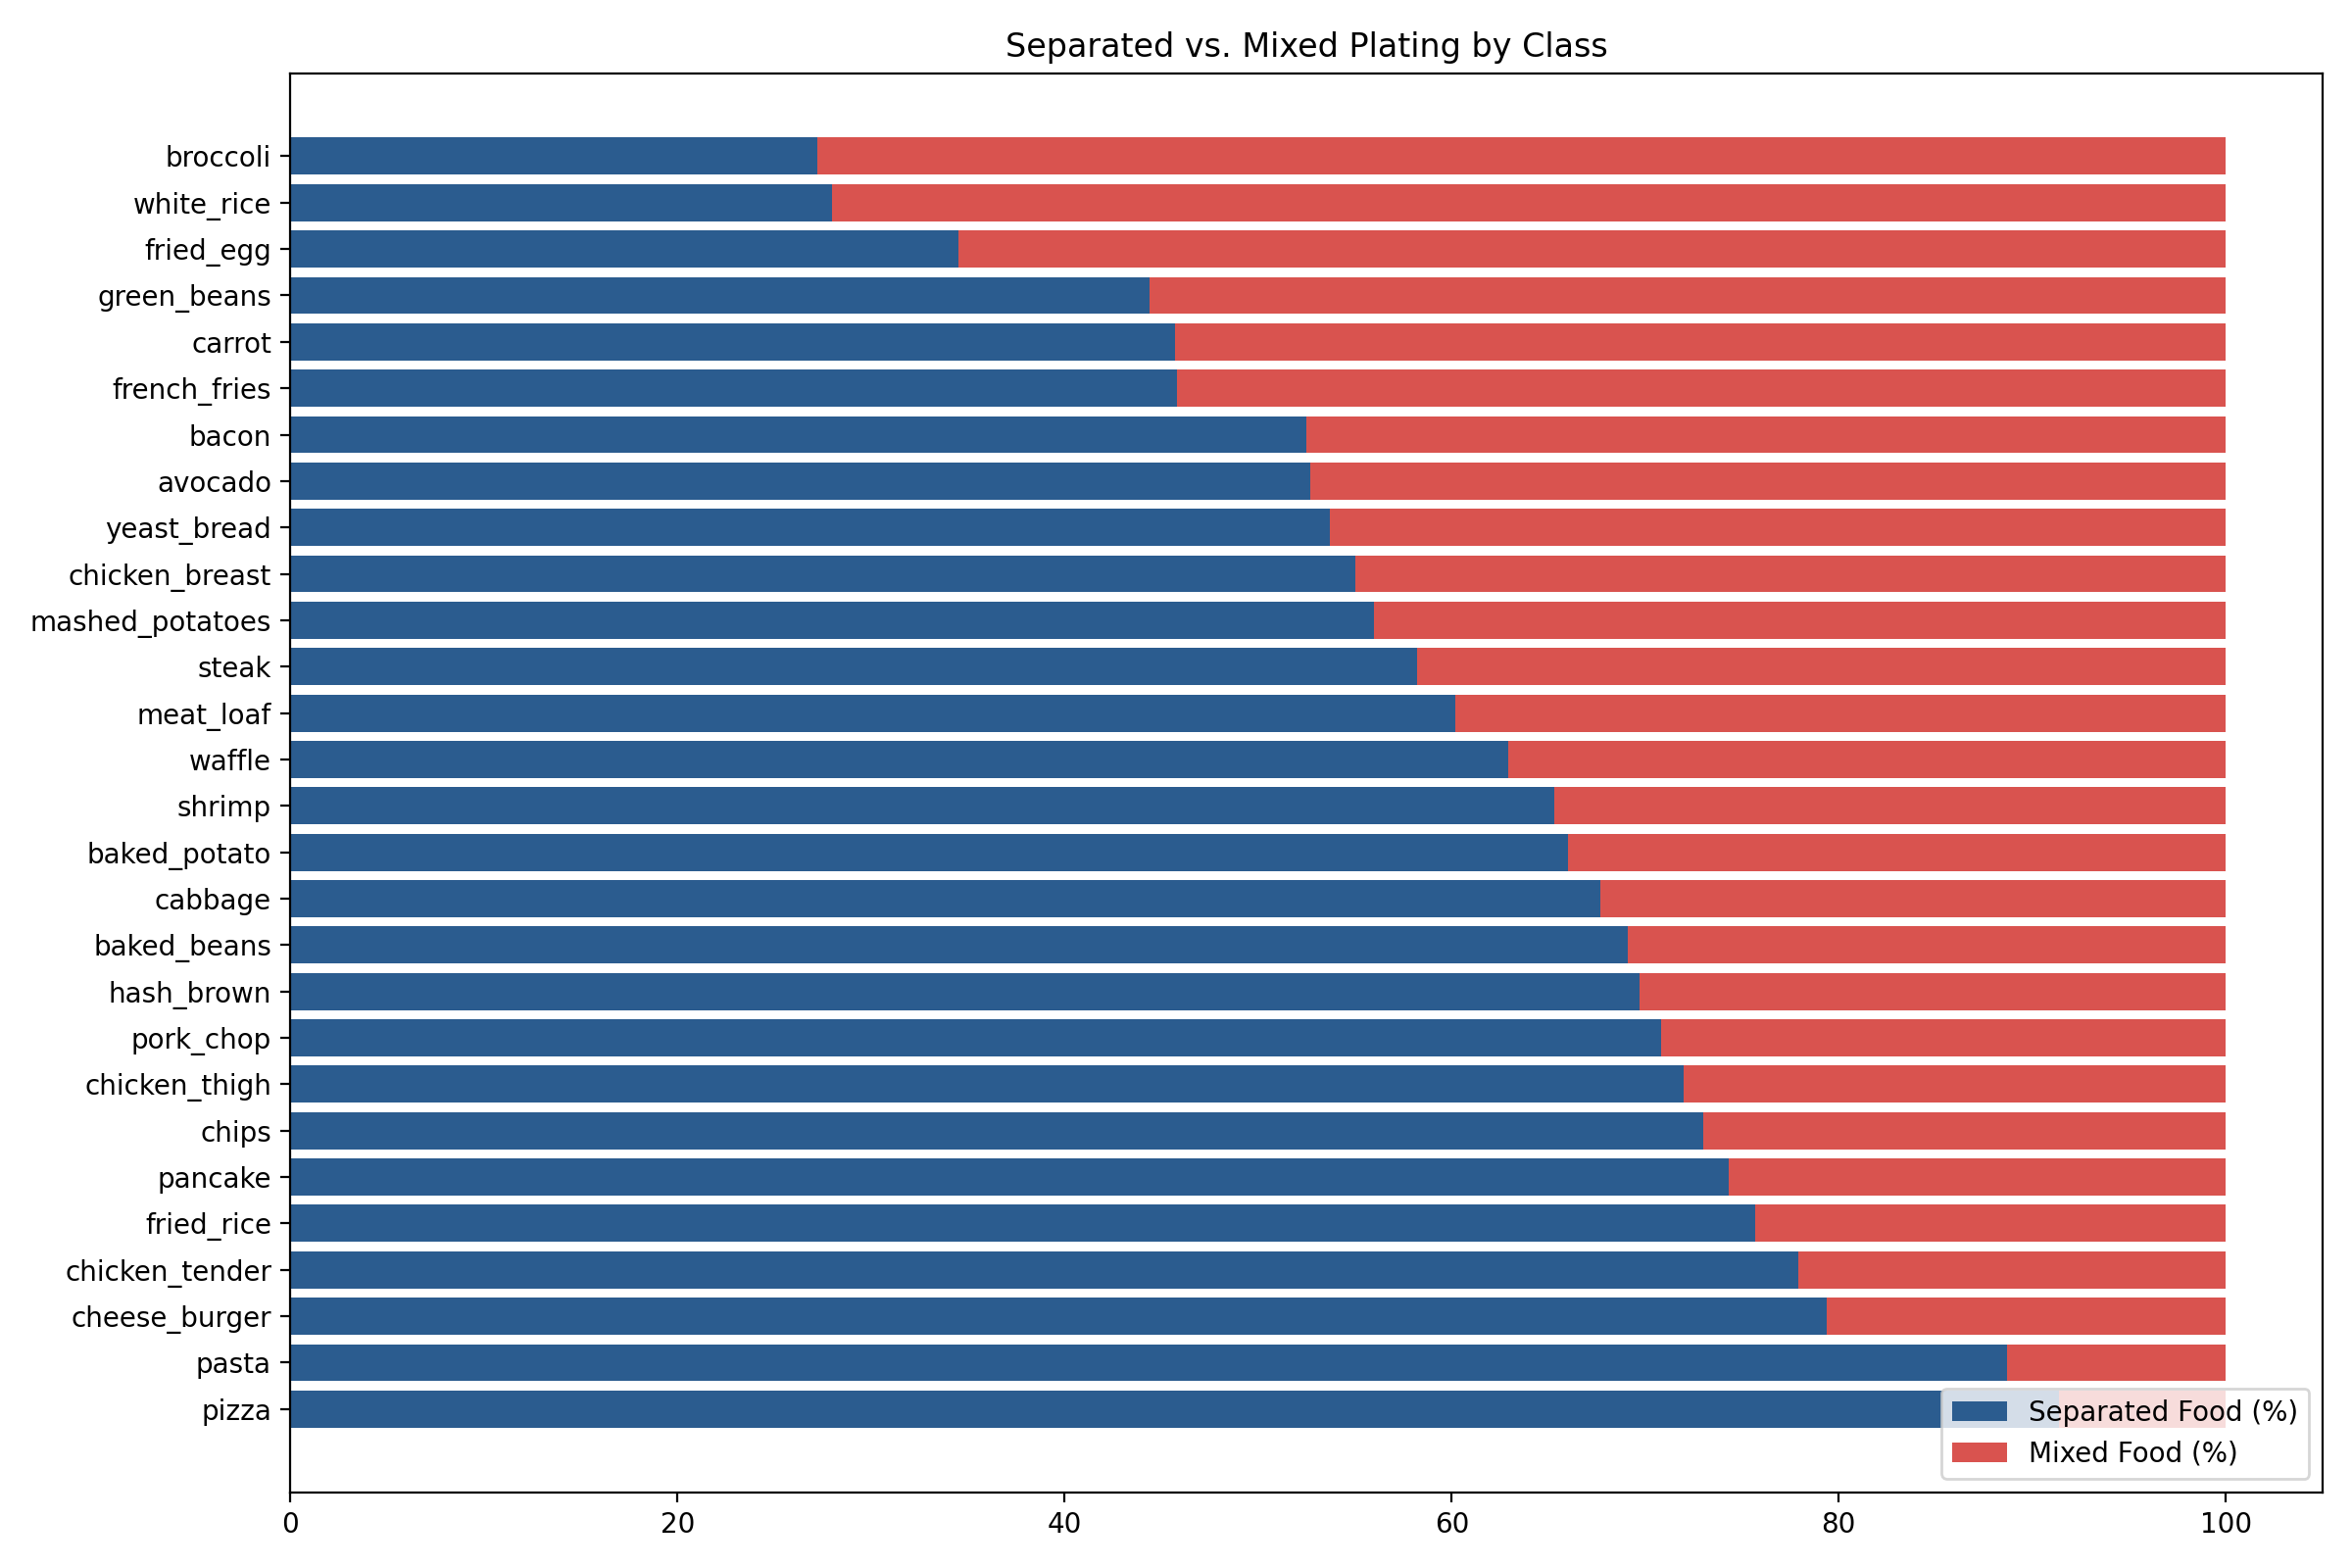 Separated vs. Mixed Plating by Class
broccoli
white_rice
fried_egg
green_beans
carrot
french_fries
bacon
avocado
yeast_bread
chicken_breast
mashed_potatoes
steak
meat_loaf
waffle
shrimp
baked_potato
cabbage
baked_beans
hash_brown
pork_chop
chicken_thigh
chips
pancake
fried_rice
chicken_tender
cheese_burger
pasta
pizza
Separated Food (%)
Mixed Food (%)
0 20 40 60 80 100